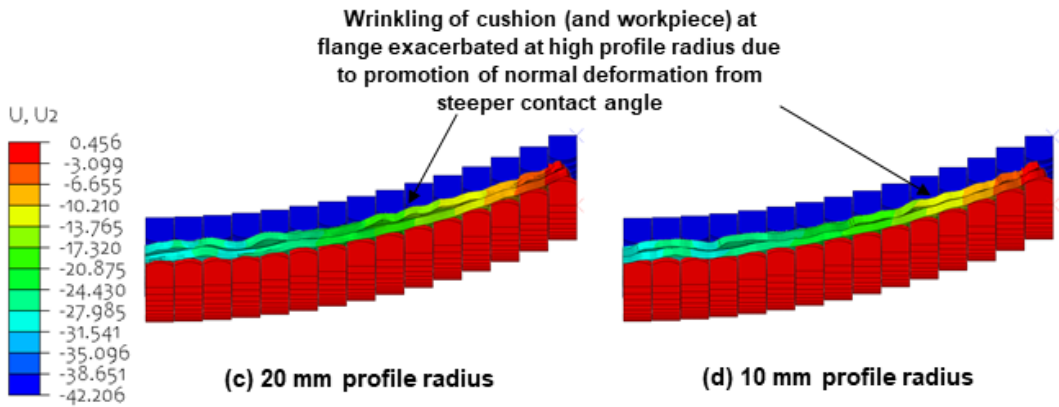 Wrinkling of cushion (and workpiece) at
flange exacerbated at high profile radius due
to promotion of normal deformation from
steeper contact angle
U, U2
0.456
-3.099
-6.655
-10.210
-13.765
-17.320
-20.875
-24.430
-27.985
-31.541
-35.096
-38.651
-42.206
(c) 20 mm profile radius
(d) 10 mm profile radius